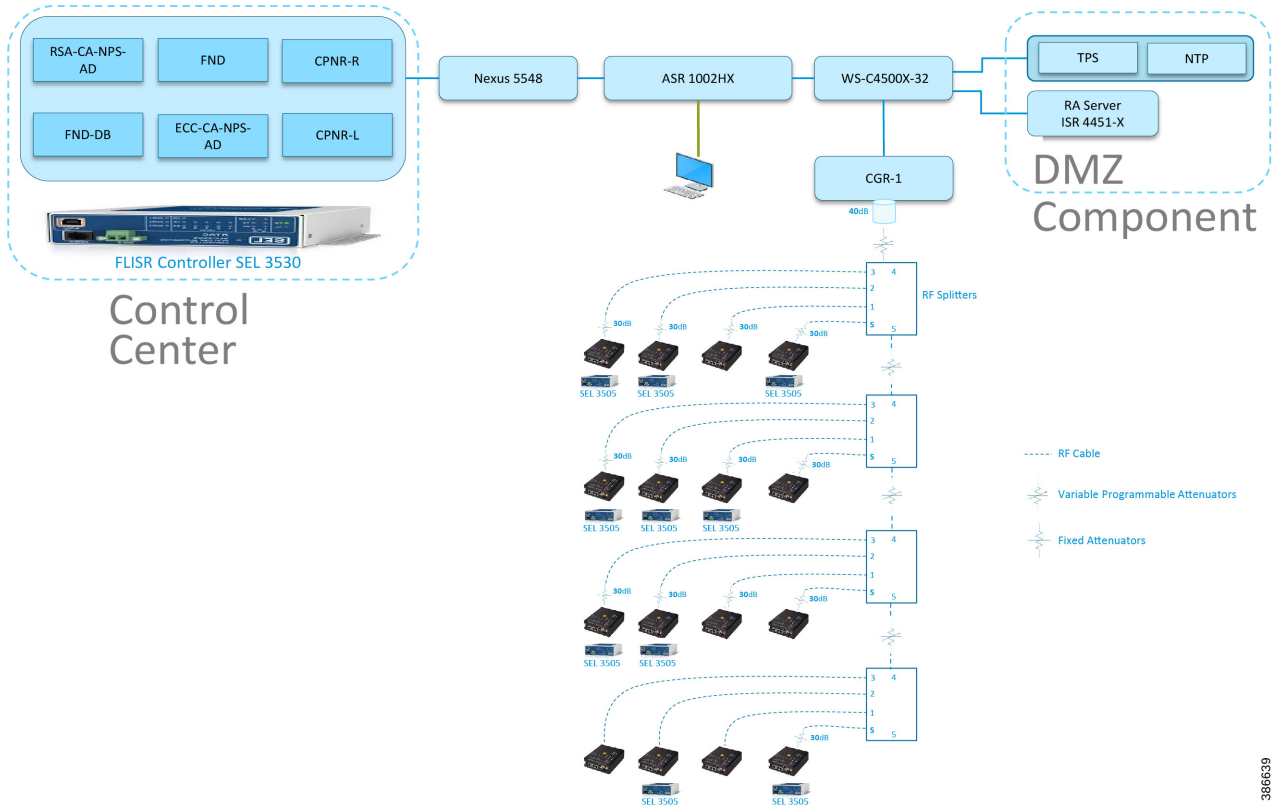 RSA-CA-NPS-
AD
FND
CPNR-R
FND-DB
ECC-CA-NPS-
AD
CPNR-L
FLISR Controller SEL 3530
Control
Center
Nexus 5548
ASR 1002HX
WS-C4500X-32
TPS
NTP
RA Server
ISR 4451-X
DMZ
Component
CGR-1
40dB
3 4
2
1
S
5
RF Splitters
30dB
30dB
30dB
30dB
SEL 3505
SEL 3505
SEL 3505
3 4
2
1
S
5
30dB
30dB
30dB
30dB
SEL 3505
SEL 3505
SEL 3505
3 4
2
1
S
5
30dB
30dB
30dB
30dB
SEL 3505
SEL 3505
3 4
2
1
S
5
30dB
SEL 3505
SEL 3505
RF Cable
Variable Programmable Attenuators
Fixed Attenuators
386639